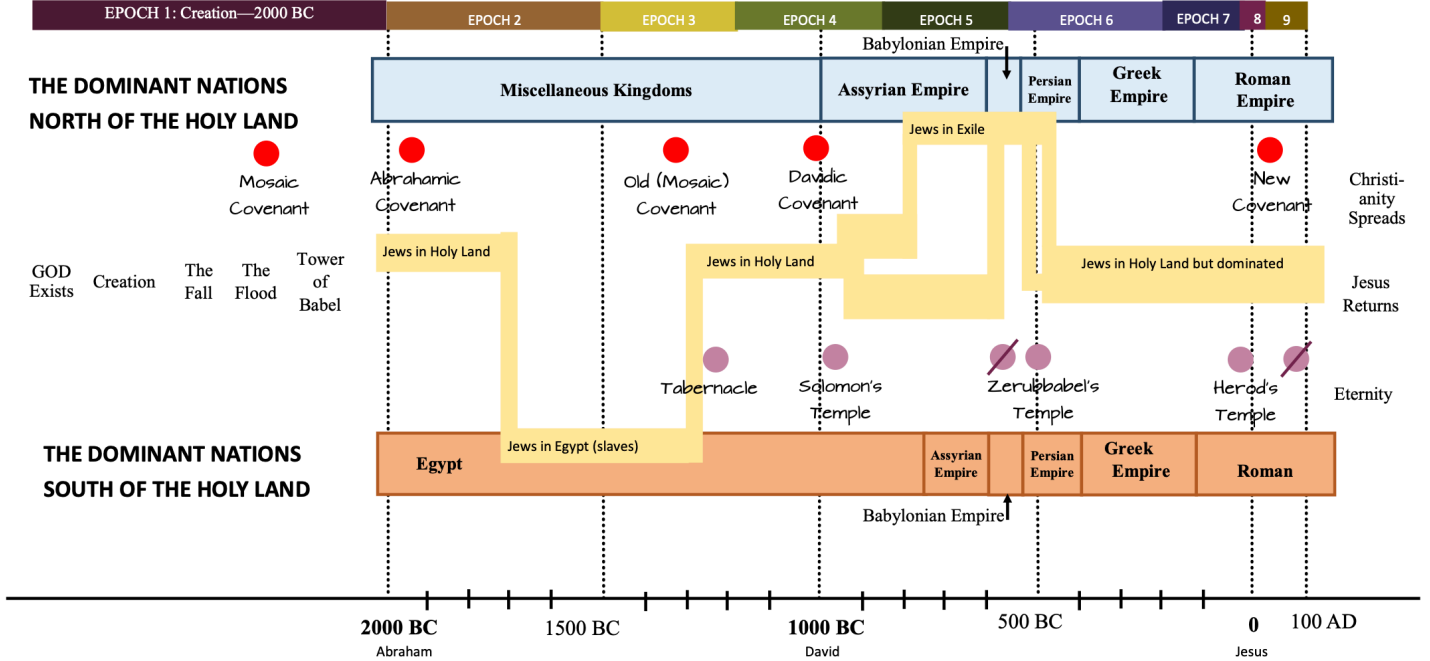 EPOCH 1: Creation—2000 BC
EPOCH 2
EPOCH 3
EPOCH 4
EPOCH 5
EPOCH 6
EPOCH 7
8
9
Babylonian Empire
THE DOMINANT NATIONS
NORTH OF THE HOLY LAND
Miscellaneous Kingdoms
Assyrian Empire
Persian
Empire
Greek
Empire
Roman
Empire
Jews in Exile
Mosaic
Covenant
Abrahamic
Covenant
Old (Mosaic)
Covenant
Davidic
Covenant
New
Covenant
Christi-
anity
Spreads
GOD
Exists
Creation
The
Fall
The
Flood
Tower
of
Babel
Jews in Holy Land
Jews in Holy Land
Jews in Holy Land but dominated
Jesus
Returns
Tabernacle
Solomon's
Temple
Zerubbabel's
Temple
Herod's
Temple
Eternity
THE DOMINANT NATIONS
SOUTH OF THE HOLY LAND
Egypt
Jews in Egypt (slaves)
Assyrian
Empire
Persian
Empire
Greek
Empire
Roman
Babylonian Empire
2000 BC
Abraham
1500 BC
1000 BC
David
500 BC
0
Jesus
100 AD